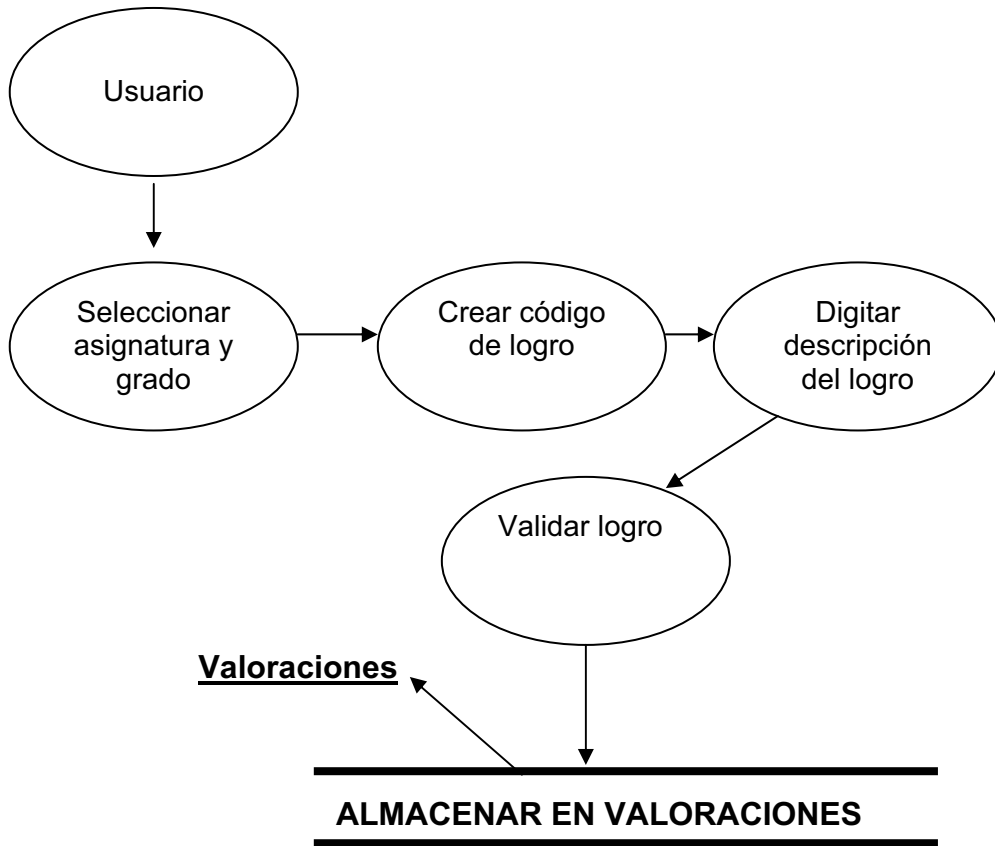 Usuario
Seleccionar
asignatura y
grado
Crear código
de logro
Digitar
descripción
del logro
Validar logro
Valoraciones
ALMACENAR EN VALORACIONES